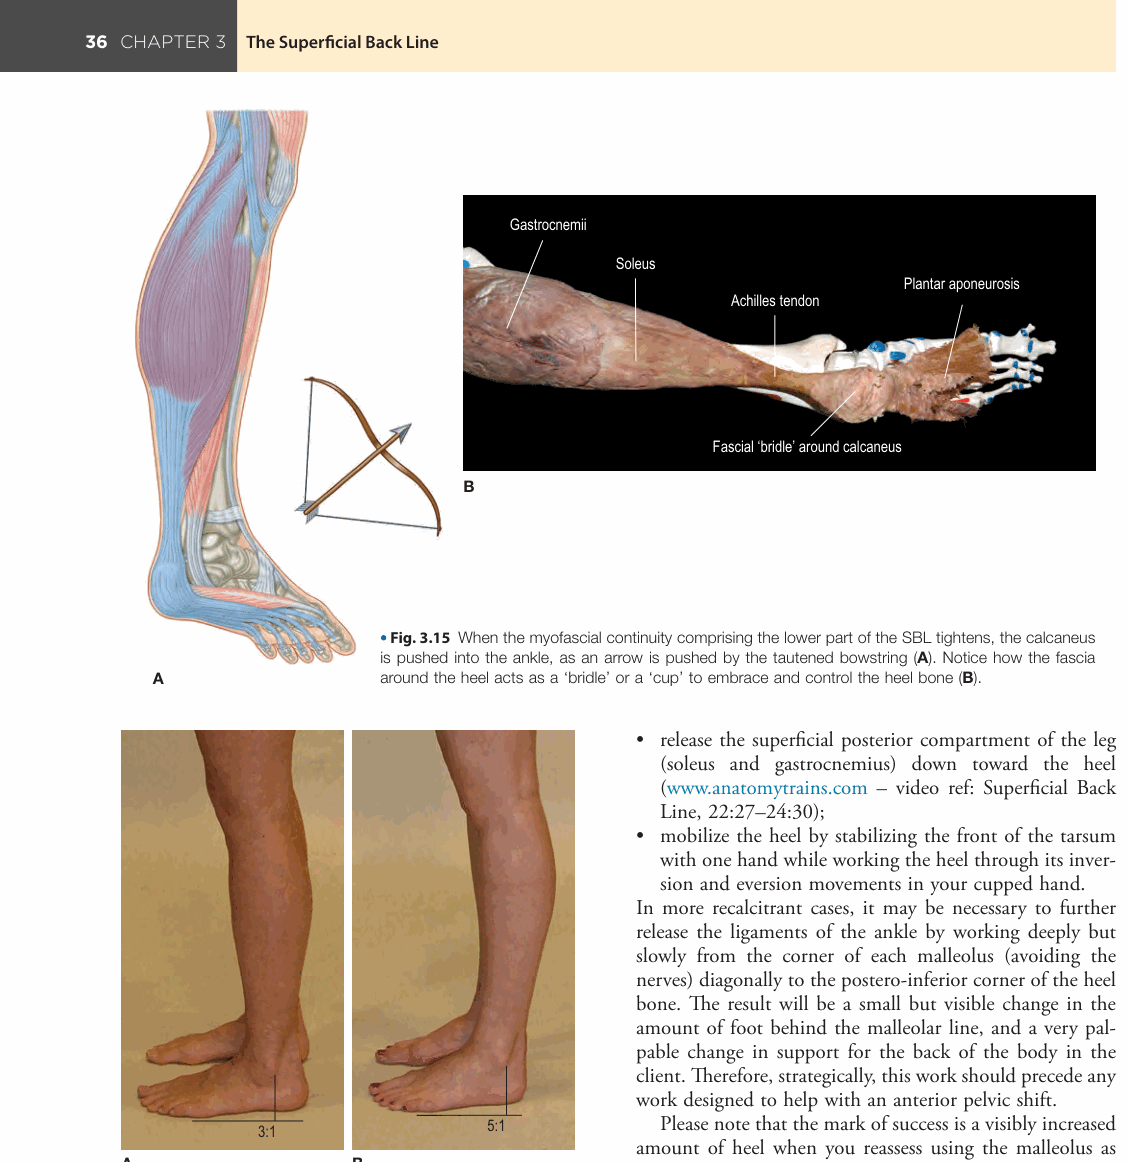 36 CHAPTER 3 The Superficial Back Line
Gastrocnemii
Soleus
Achilles tendon
Plantar aponeurosis
Fascial ‘bridle’ around calcaneus
B
A
• Fig. 3.15 When the myofascial continuity comprising the lower part of the SBL tightens, the calcaneus
is pushed into the ankle, as an arrow is pushed by the tautened bowstring (A). Notice how the fascia
around the heel acts as a ‘bridle’ or a ‘cup’ to embrace and control the heel bone (B).
3:1
5:1
A
B
• release the superficial posterior compartment of the leg
(soleus and gastrocnemius) down toward the heel
(www.anatomytrains.com – video ref: Superficial Back
Line, 22:27–24:30);
• mobilize the heel by stabilizing the front of the tarsum
with one hand while working the heel through its inver-
sion and eversion movements in your cupped hand.
In more recalcitrant cases, it may be necessary to further
release the ligaments of the ankle by working deeply but
slowly from the corner of each malleolus (avoiding the
nerves) diagonally to the postero-inferior corner of the heel
bone. The result will be a small but visible change in the
amount of foot behind the malleolar line, and a very pal-
pable change in support for the back of the body in the
client. Therefore, strategically, this work should precede any
work designed to help with an anterior pelvic shift.
Please note that the mark of success is a visibly increased
amount of heel when you reassess using the malleolus as